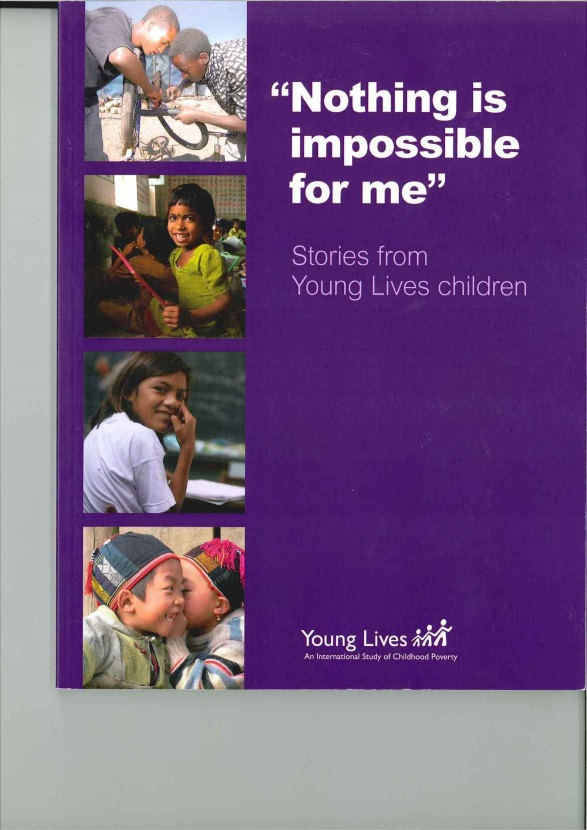 “Nothing is
impossible
for me”
Stories from
Young Lives children
Young Lives
An International Study of Childhood Poverty